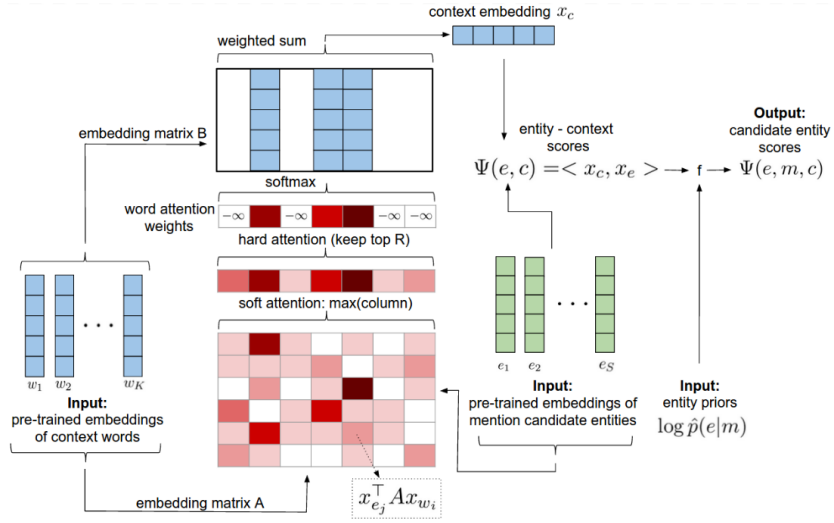 context embedding x_c
weighted sum
embedding matrix B
entity - context
scores
Output:
candidate entity
scores
Ψ(e, c) =< x_c, x_e >
f
Ψ(e, m, c)
softmax
word attention
weights
−∞ −∞ −∞ −∞
hard attention (keep top R)
soft attention: max(column)
w_1 w_2 ⋯ w_K
Input:
pre-trained embeddings
of context words
e_1 e_2 ⋯ e_S
Input:
pre-trained embeddings of
mention candidate entities
Input:
entity priors
log p̂(e|m)
embedding matrix A
x_{e_j}^⊤ A x_{w_i}